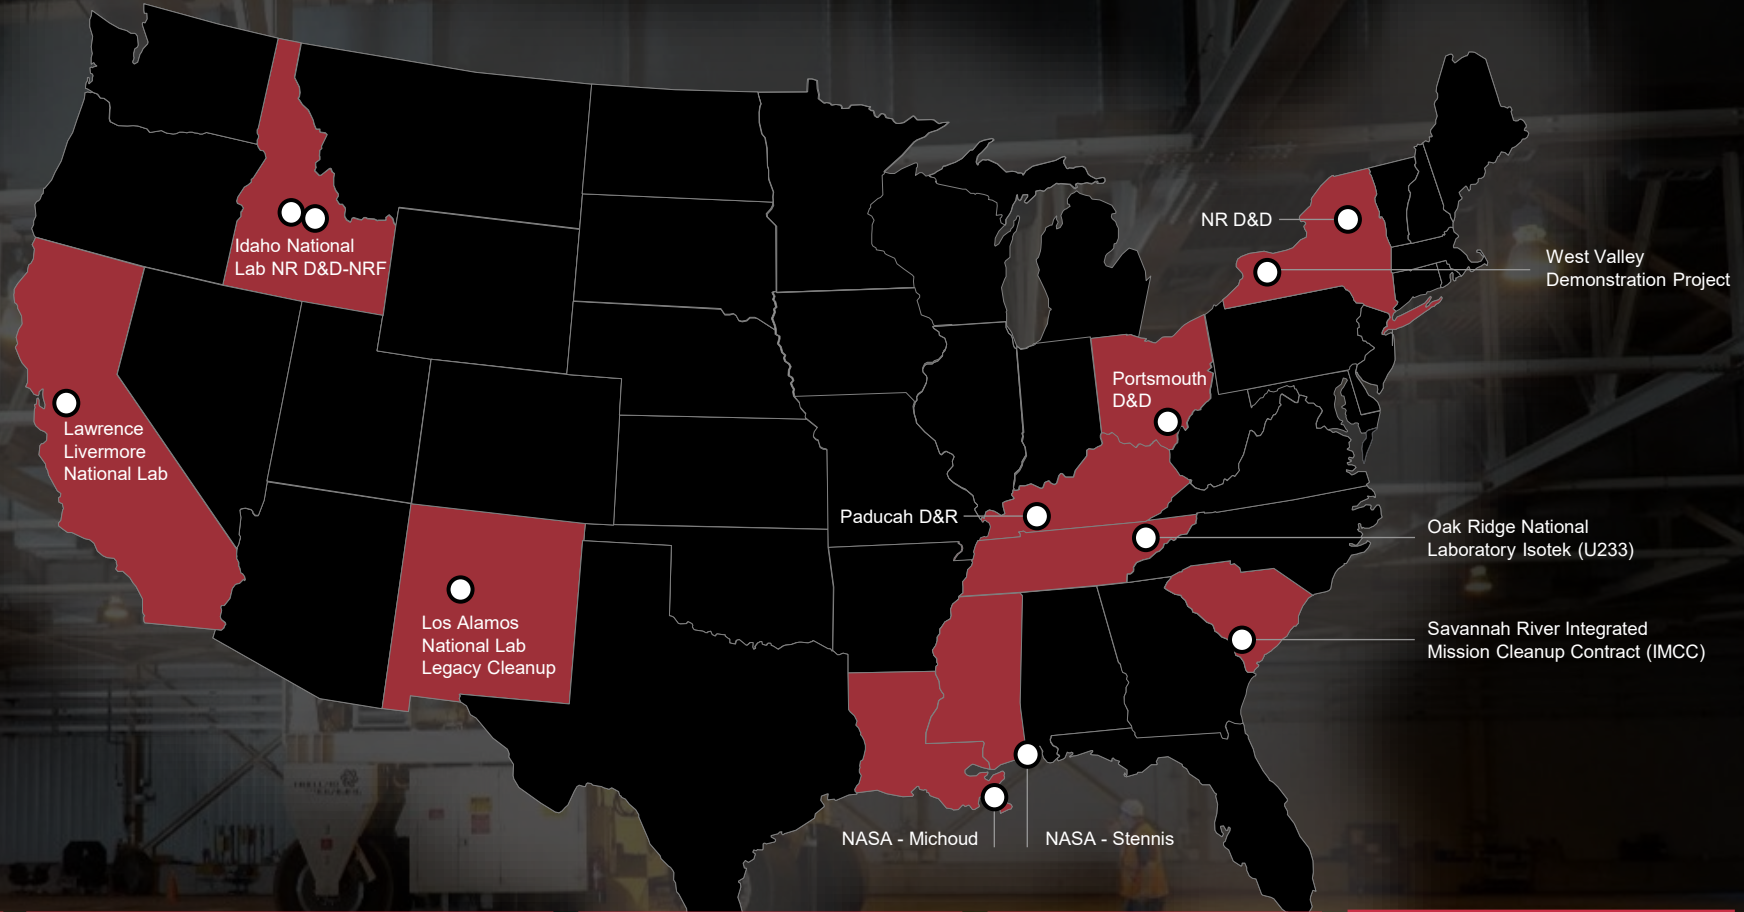 Idaho National
Lab NR D&D-NRF
NR D&D
West Valley
Demonstration Project
Portsmouth
D&D
Lawrence
Livermore
National Lab
Paducah D&R
Oak Ridge National
Laboratory Isotek (U233)
Los Alamos
National Lab
Legacy Cleanup
Savannah River Integrated
Mission Cleanup Contract (IMCC)
NASA - Michoud
NASA - Stennis